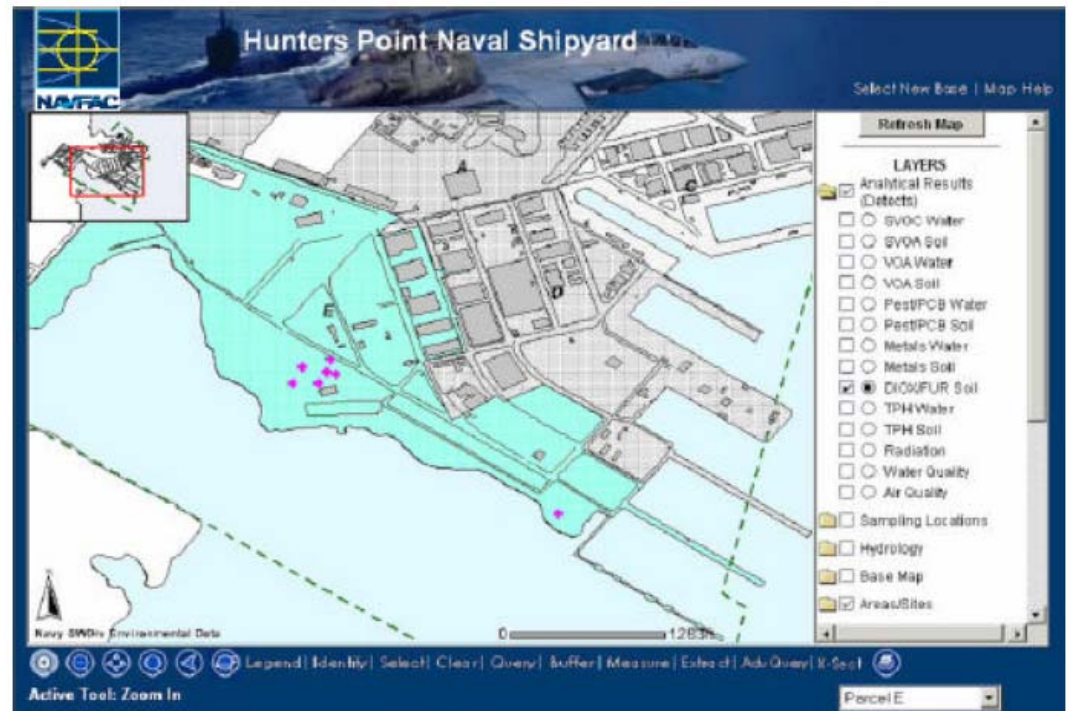 Hunters Point Naval Shipyard
NAVFAC
Select New Base | Map Help
Refresh Map
LAYERS
Analytical Results
(Detects)
SVOC Water
SVOA Soil
VOA Water
VOA Soil
Pest/PCB Water
Pest/PCB Soil
Metals Water
Metals Soil
DIOX/FUR Soil
TPH Water
TPH Soil
Radiation
Water Quality
Air Quality
Sampling Locations
Hydrology
Base Map
Areas/Sites
A
C
D
Navy SWDiv Environmental Data
0 1283ft
Legend| Identify| Select| Clear| Query| Buffer| Measure| Extract| Adv.Query| X-Sect
Active Tool: Zoom In
Parcel E